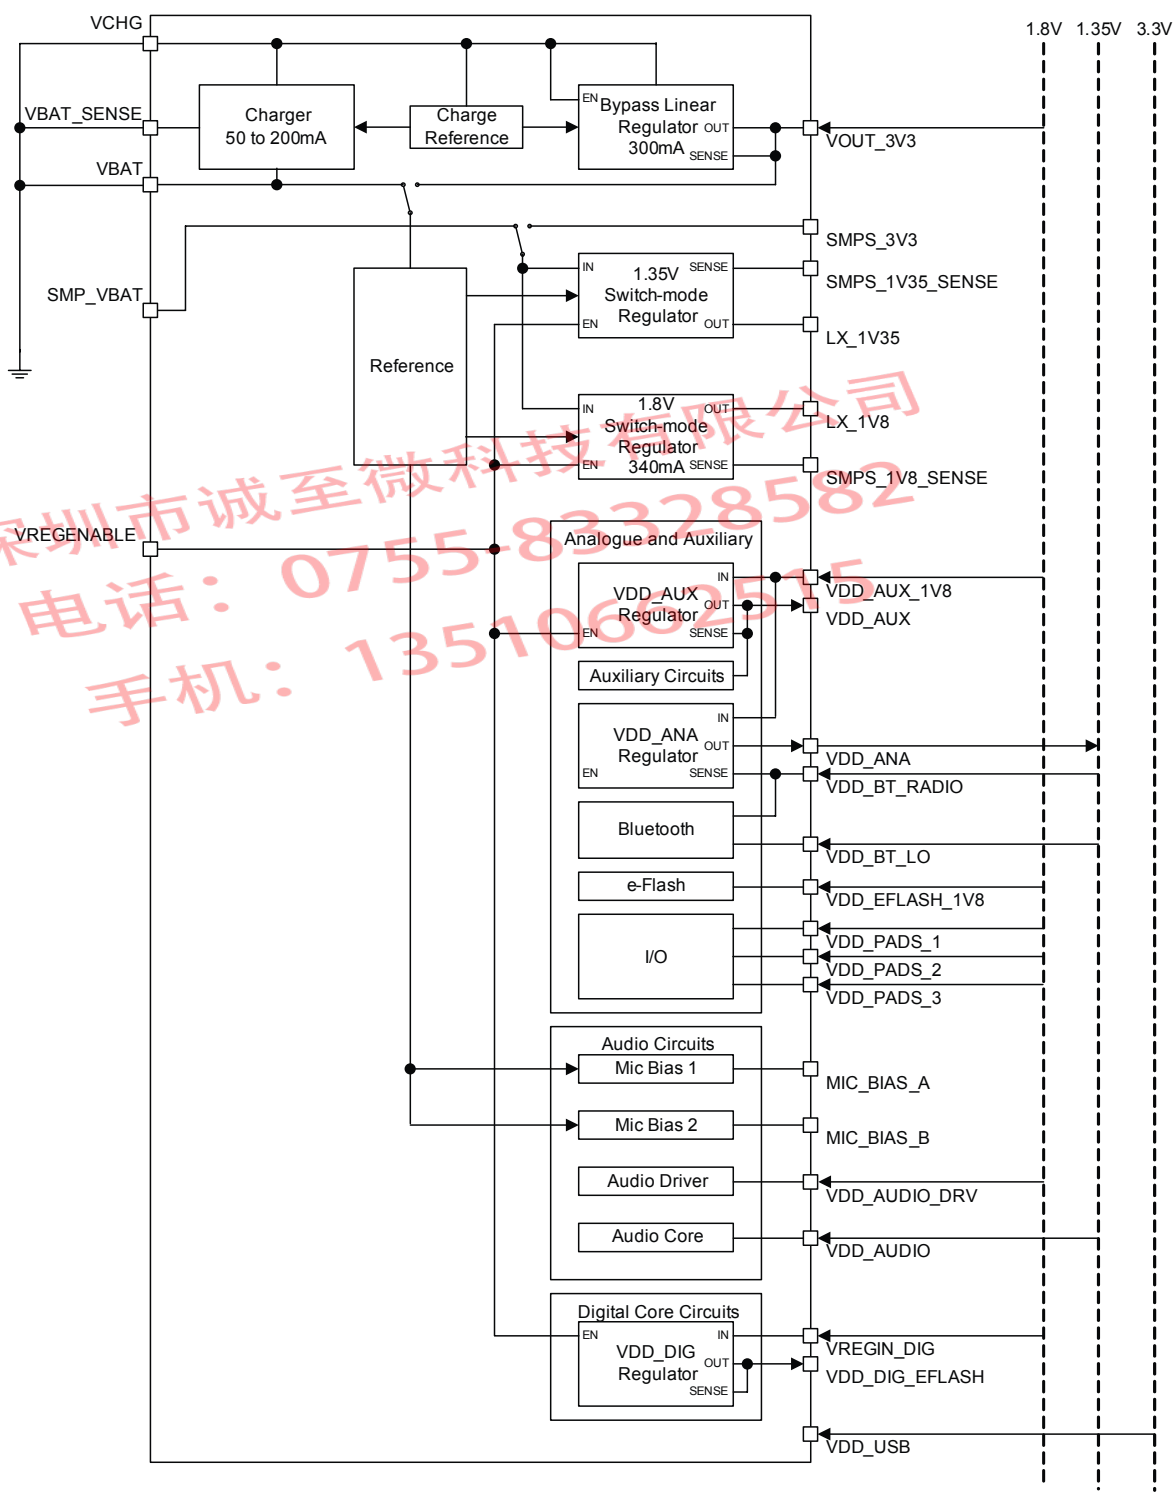 VCHG
1.8V 1.35V 3.3V
VBAT_SENSE
Charger
50 to 200mA
Charge
Reference
EN
Bypass Linear
Regulator
300mA
OUT
SENSE
VOUT_3V3
VBAT
SMPS_3V3
SMP_VBAT
IN
1.35V
Switch-mode
Regulator
SENSE
EN
OUT
SMPS_1V35_SENSE
LX_1V35
Reference
IN
1.8V
Switch-mode
Regulator
340mA
OUT
EN
SENSE
LX_1V8
SMPS_1V8_SENSE
深圳市诚至微科技有限公司
电话：0755-83328582
手机：13510662515
VREGENABLE
Analogue and Auxiliary
VDD_AUX
Regulator
IN
OUT
EN
SENSE
VDD_AUX_1V8
VDD_AUX
Auxiliary Circuits
VDD_ANA
Regulator
IN
OUT
EN
SENSE
VDD_ANA
VDD_BT_RADIO
Bluetooth
VDD_BT_LO
e-Flash
VDD_EFLASH_1V8
I/O
VDD_PADS_1
VDD_PADS_2
VDD_PADS_3
Audio Circuits
Mic Bias 1
MIC_BIAS_A
Mic Bias 2
MIC_BIAS_B
Audio Driver
VDD_AUDIO_DRV
Audio Core
VDD_AUDIO
Digital Core Circuits
EN
IN
VDD_DIG
Regulator
OUT
SENSE
VREGIN_DIG
VDD_DIG_EFLASH
VDD_USB